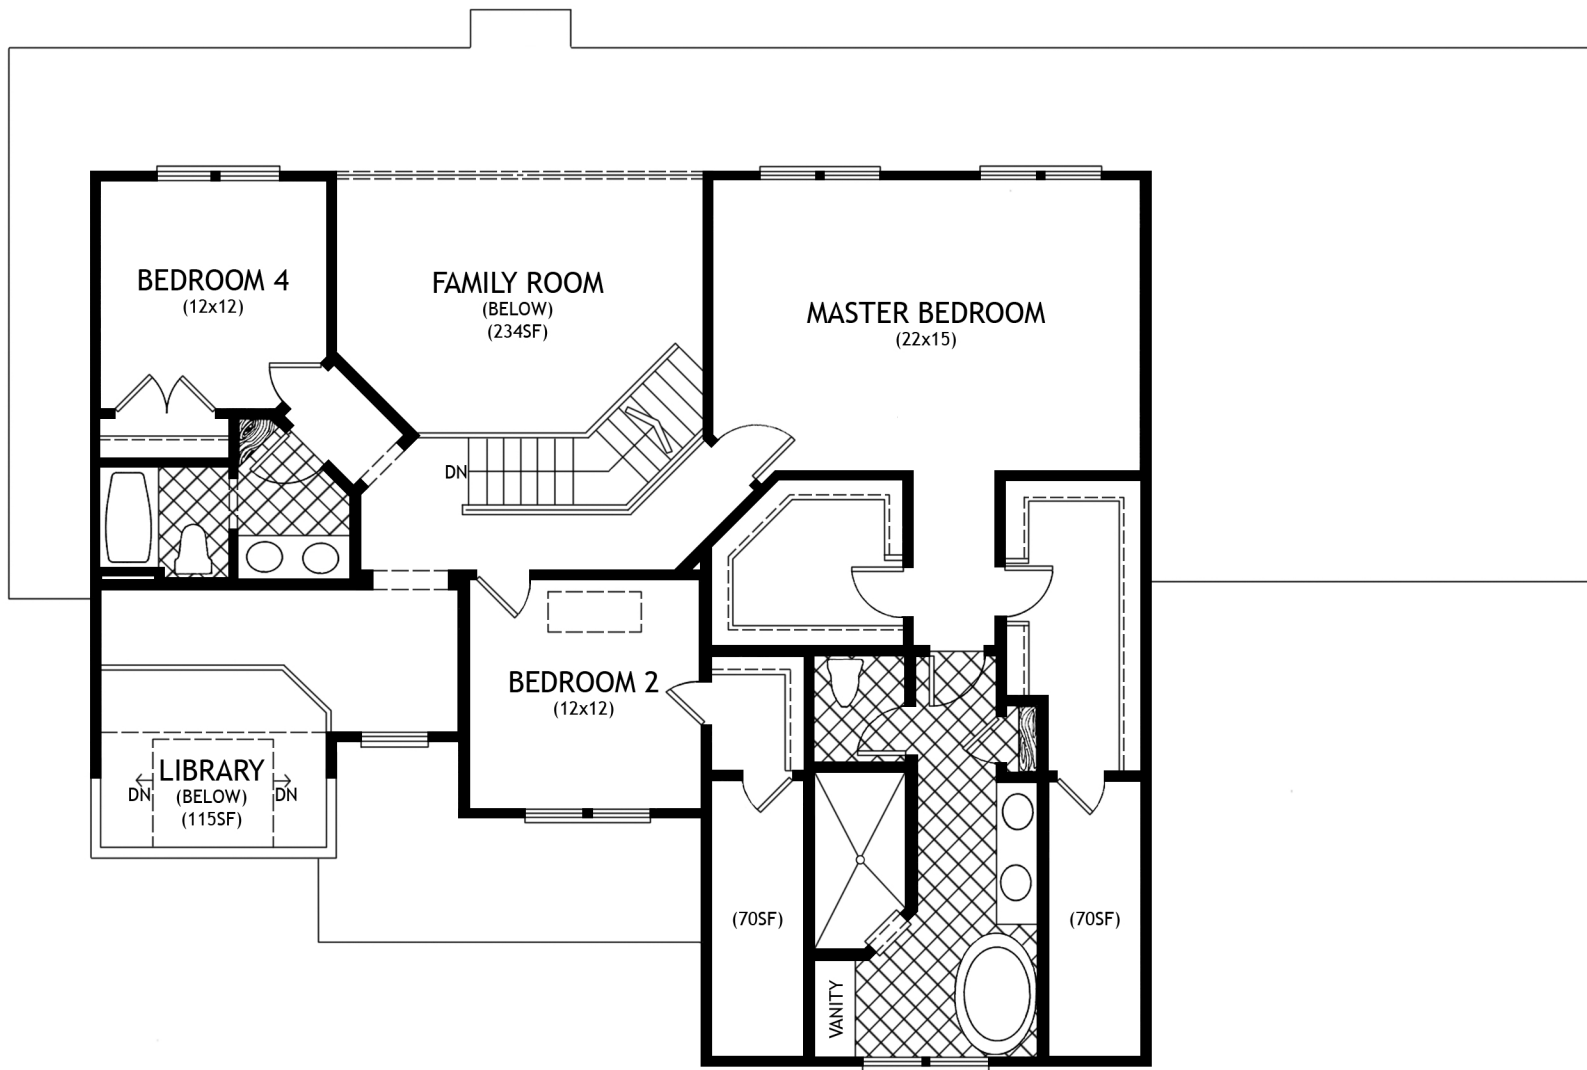 BEDROOM 4
(12x12)
FAMILY ROOM
(BELOW)
(234SF)
MASTER BEDROOM
(22x15)
DN
BEDROOM 2
(12x12)
LIBRARY
(BELOW)
(115SF)
DN
DN
(70SF)
(70SF)
VANITY